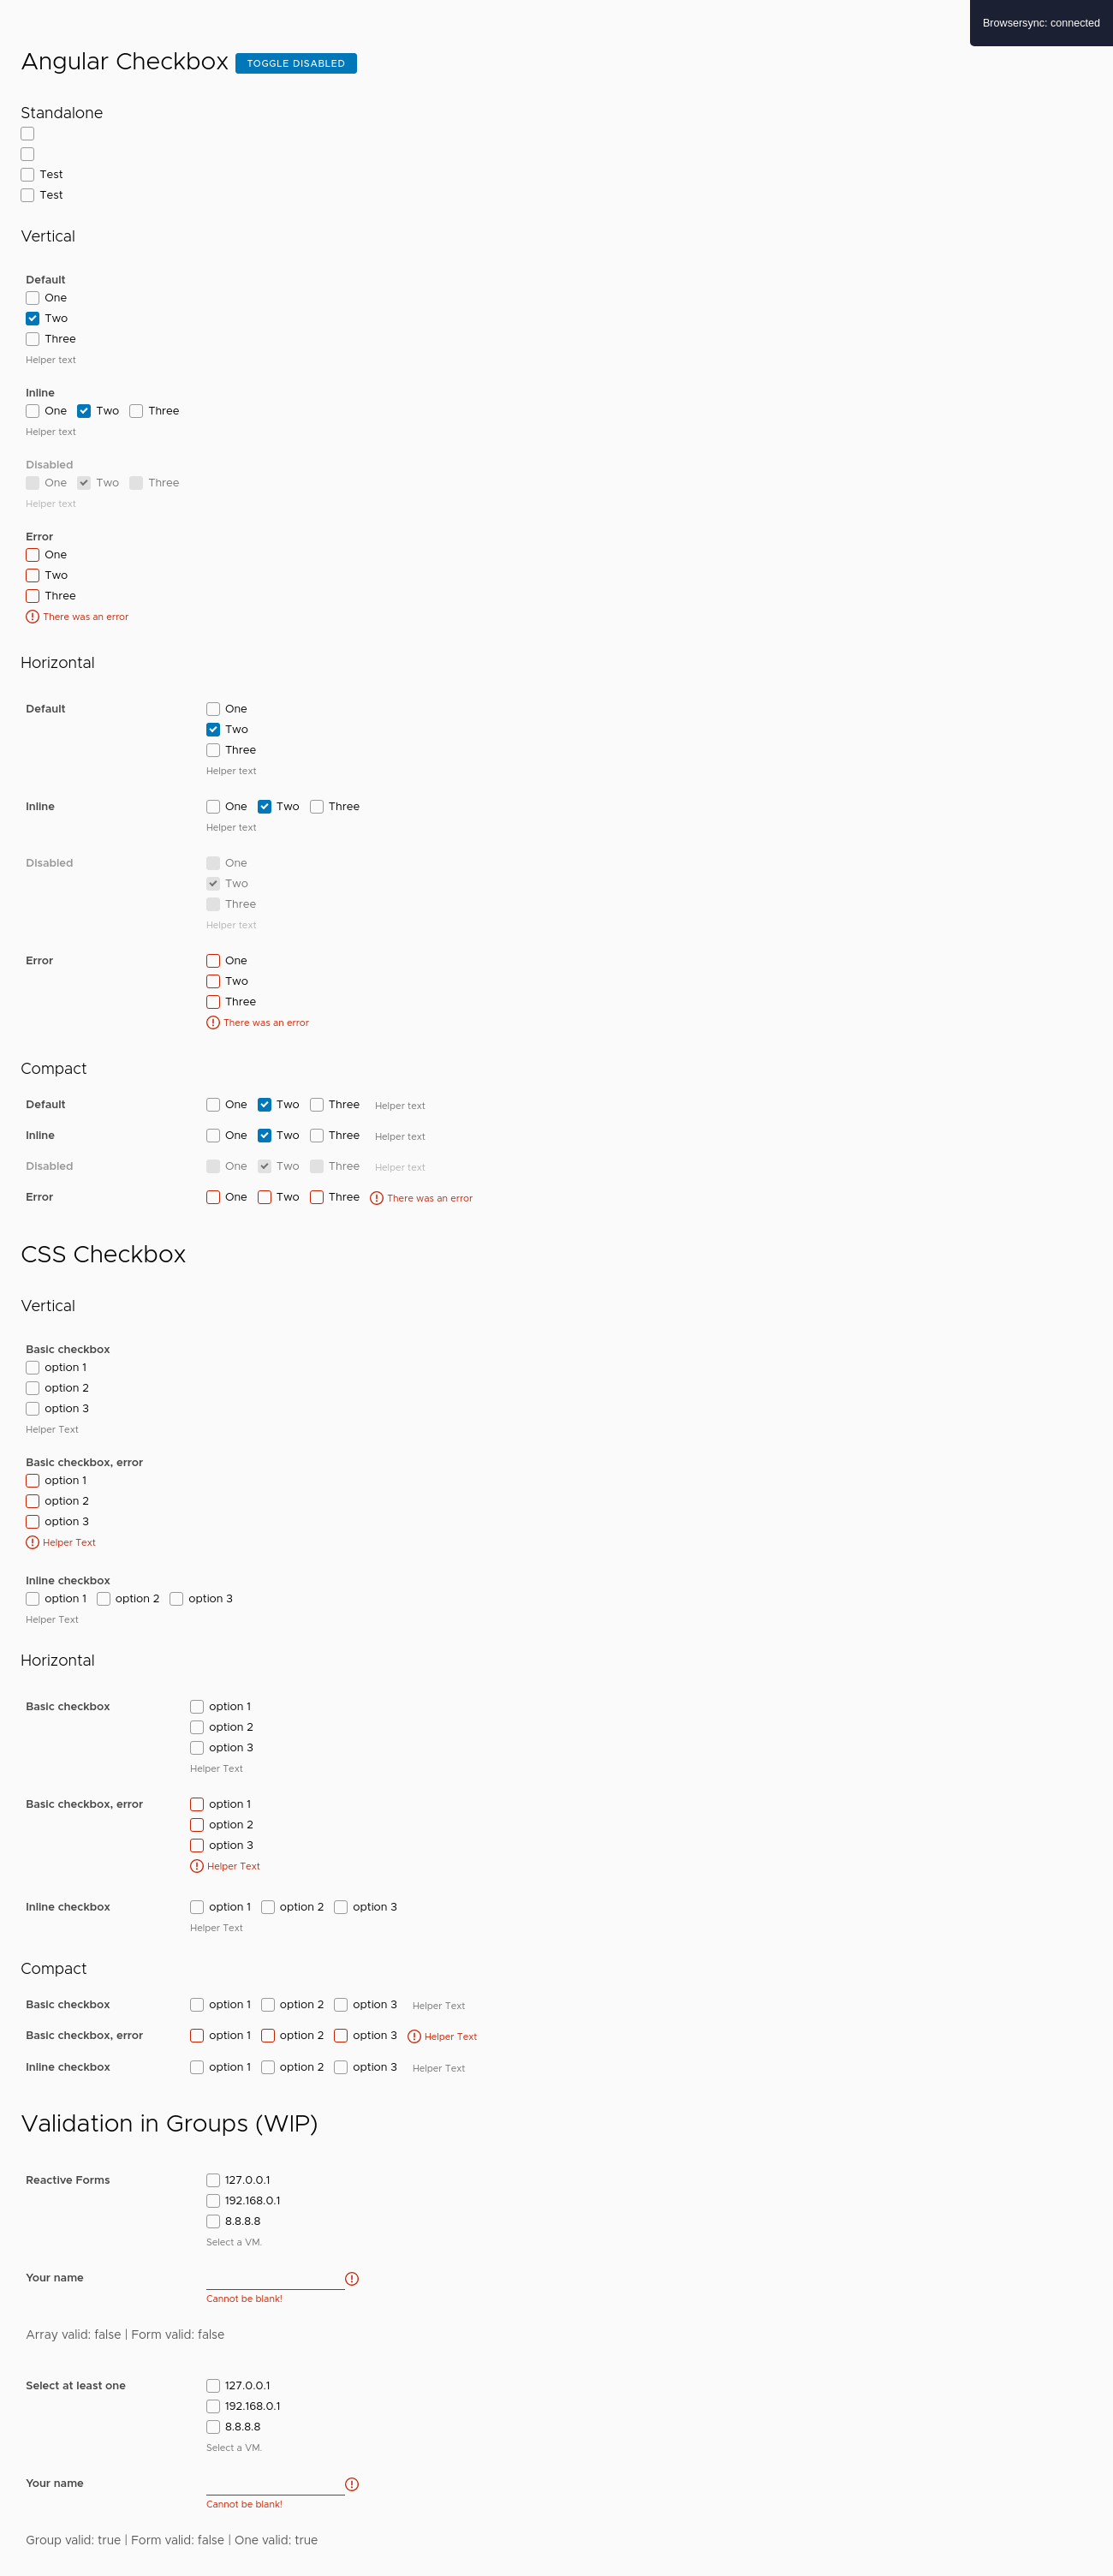 Browsersync: connected
Angular Checkbox TOGGLE DISABLED
Standalone
Test
Test
Vertical
Default
One
Two
Three
Helper text
Inline
One Two Three
Helper text
Disabled
One Two Three
Helper text
Error
One
Two
Three
There was an error
Horizontal
Default One
Two
Three
Helper text
Inline One Two Three
Helper text
Disabled One
Two
Three
Helper text
Error One
Two
Three
There was an error
Compact
Default One Two Three Helper text
Inline One Two Three Helper text
Disabled One Two Three Helper text
Error One Two Three There was an error
CSS Checkbox
Vertical
Basic checkbox
option 1
option 2
option 3
Helper Text
Basic checkbox, error
option 1
option 2
option 3
Helper Text
Inline checkbox
option 1 option 2 option 3
Helper Text
Horizontal
Basic checkbox option 1
option 2
option 3
Helper Text
Basic checkbox, error option 1
option 2
option 3
Helper Text
Inline checkbox option 1 option 2 option 3
Helper Text
Compact
Basic checkbox option 1 option 2 option 3 Helper Text
Basic checkbox, error option 1 option 2 option 3 Helper Text
Inline checkbox option 1 option 2 option 3 Helper Text
Validation in Groups (WIP)
Reactive Forms 127.0.0.1
192.168.0.1
8.8.8.8
Select a VM.
Your name
Cannot be blank!
Array valid: false | Form valid: false
Select at least one 127.0.0.1
192.168.0.1
8.8.8.8
Select a VM.
Your name
Cannot be blank!
Group valid: true | Form valid: false | One valid: true